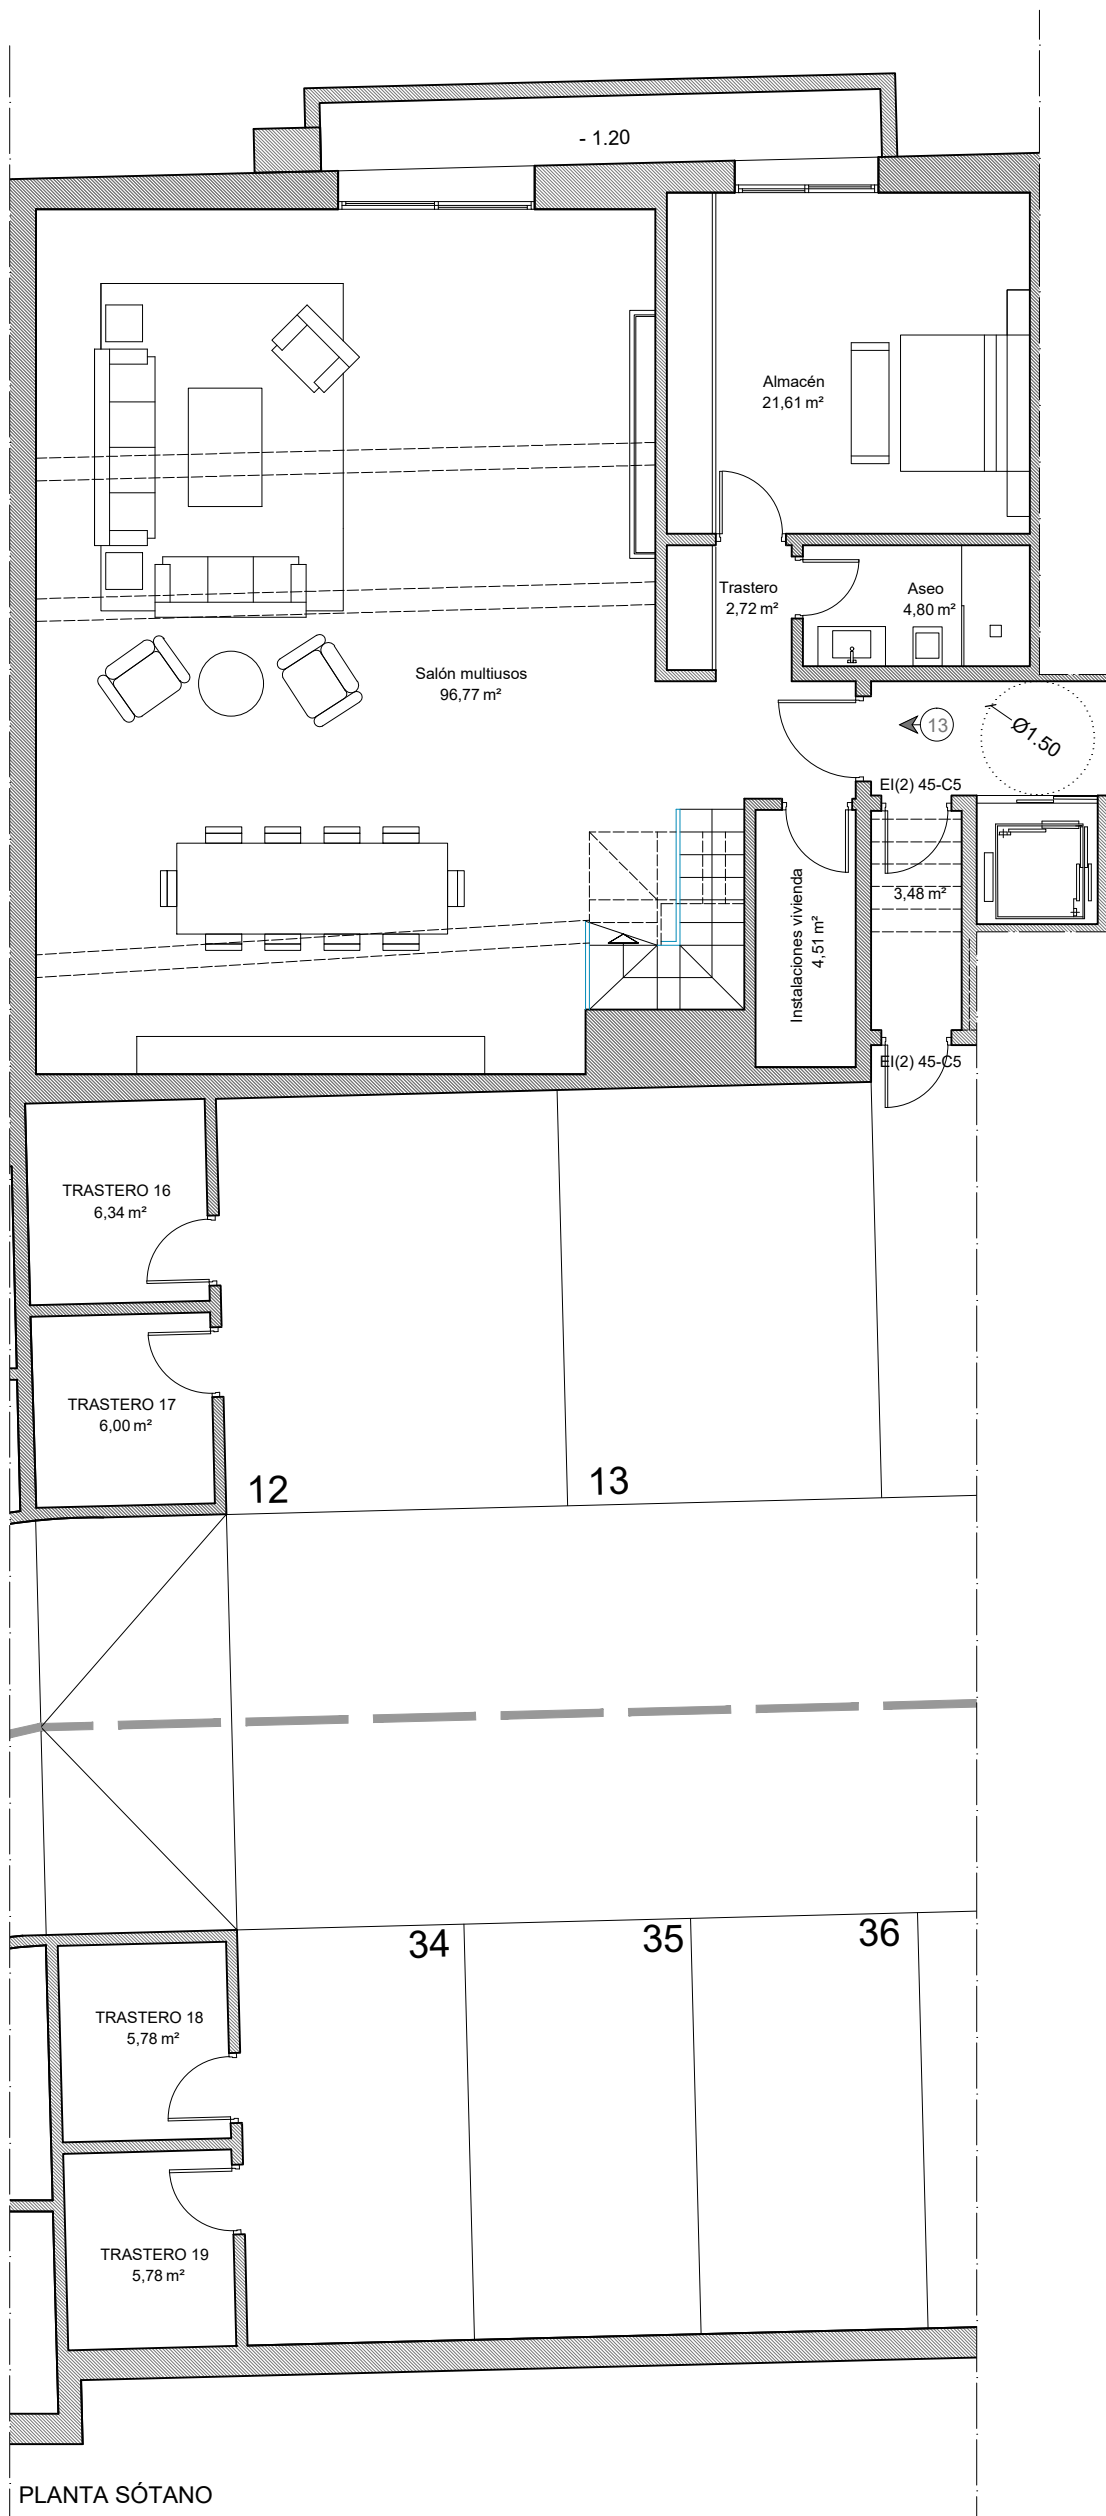 - 1.20
Almacén
21,61 m²
Trastero
2,72 m²
Aseo
4,80 m²
Salón multiusos
96,77 m²
13
Ø1.50
EI(2) 45-C5
3,48 m²
Instalaciones vivienda
4,51 m²
EI(2) 45-C5
TRASTERO 16
6,34 m²
TRASTERO 17
6,00 m²
12
13
34
35
36
TRASTERO 18
5,78 m²
TRASTERO 19
5,78 m²
PLANTA SÓTANO